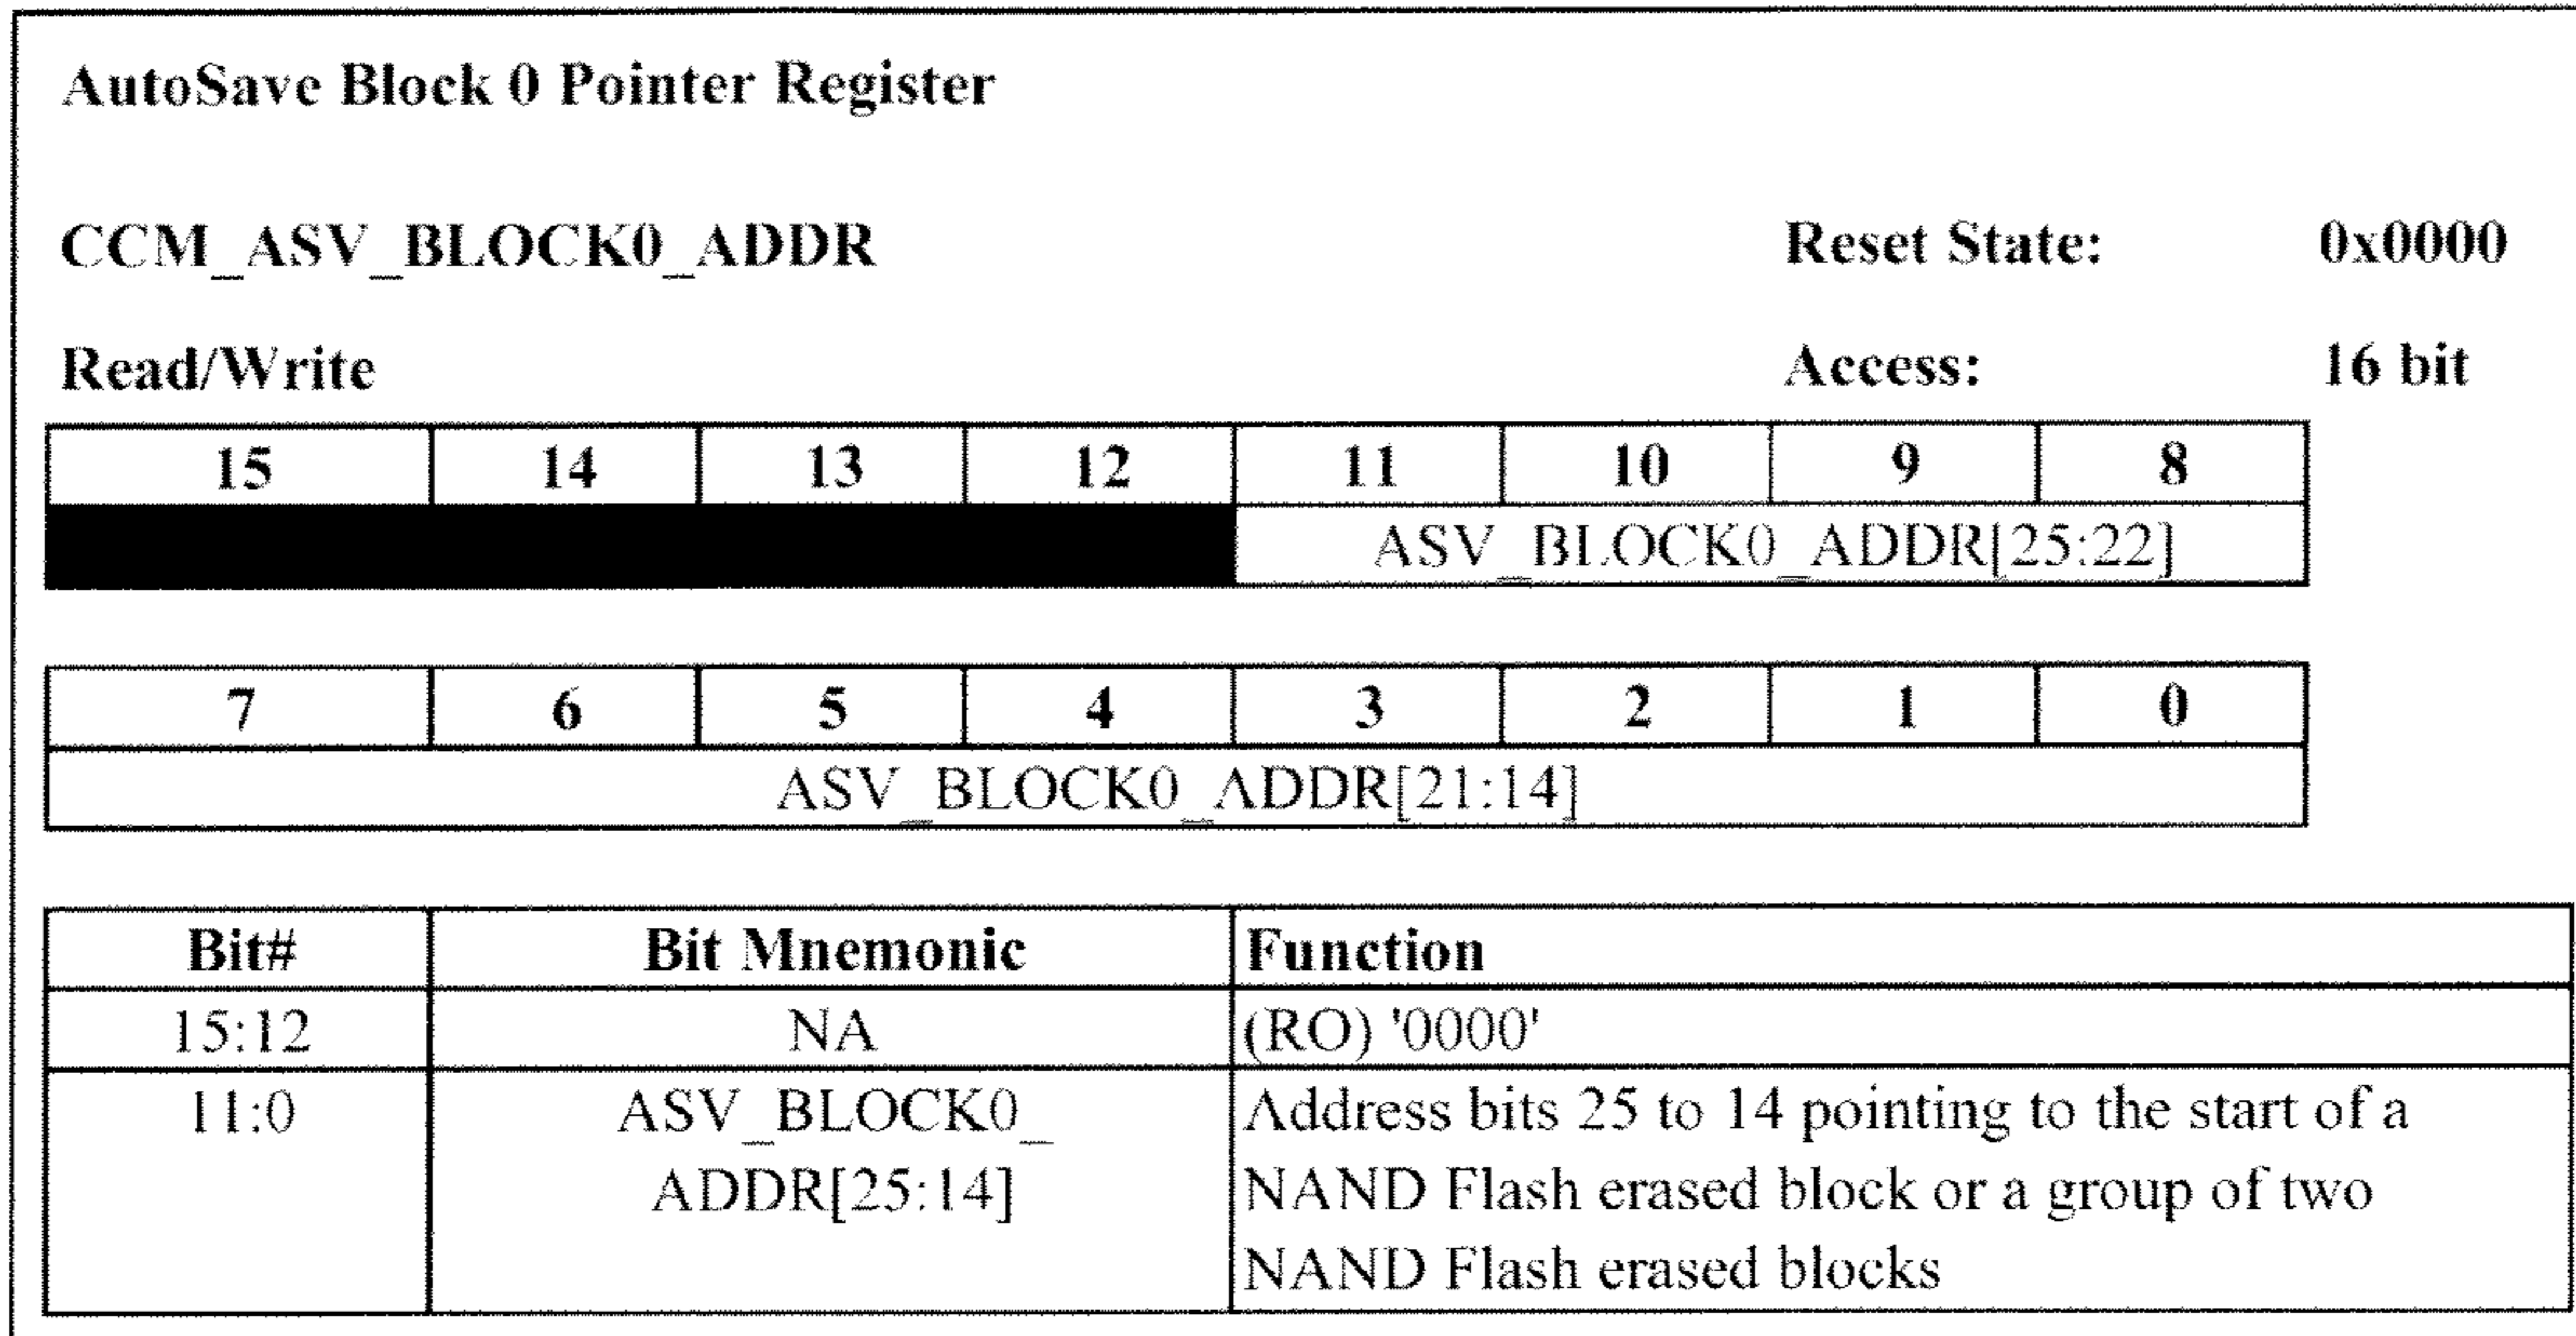 AutoSave Block 0 Pointer Register
CCM_ASV_BLOCK0_ADDR Reset State: 0x0000
Read/Write Access: 16 bit
15 14 13 12 11 10 9 8
ASV_BLOCK0_ADDR[25:22]
7 6 5 4 3 2 1 0
ASV_BLOCK0_ADDR[21:14]
Bit# Bit Mnemonic Function
15:12 NA (RO) '0000'
11:0 ASV_BLOCK0_ Address bits 25 to 14 pointing to the start of a
ADDR[25:14] NAND Flash erased block or a group of two
NAND Flash erased blocks